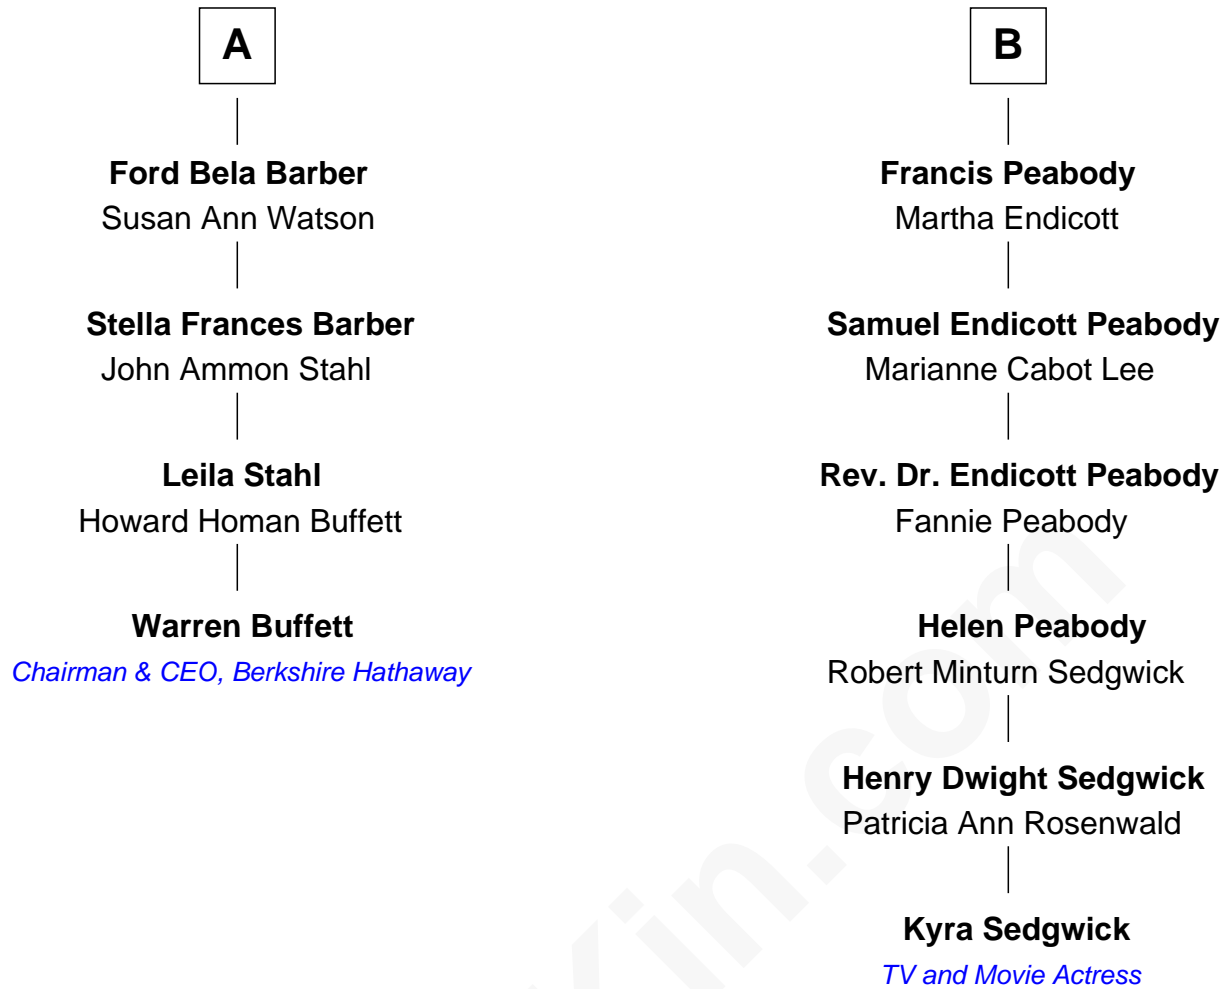 A
Ford Bela Barber
Susan Ann Watson
Stella Frances Barber
John Ammon Stahl
Leila Stahl
Howard Homan Buffett
Warren Buffett
Chairman & CEO, Berkshire Hathaway
B
Francis Peabody
Martha Endicott
Samuel Endicott Peabody
Marianne Cabot Lee
Rev. Dr. Endicott Peabody
Fannie Peabody
Helen Peabody
Robert Minturn Sedgwick
Henry Dwight Sedgwick
Patricia Ann Rosenwald
Kyra Sedgwick
TV and Movie Actress